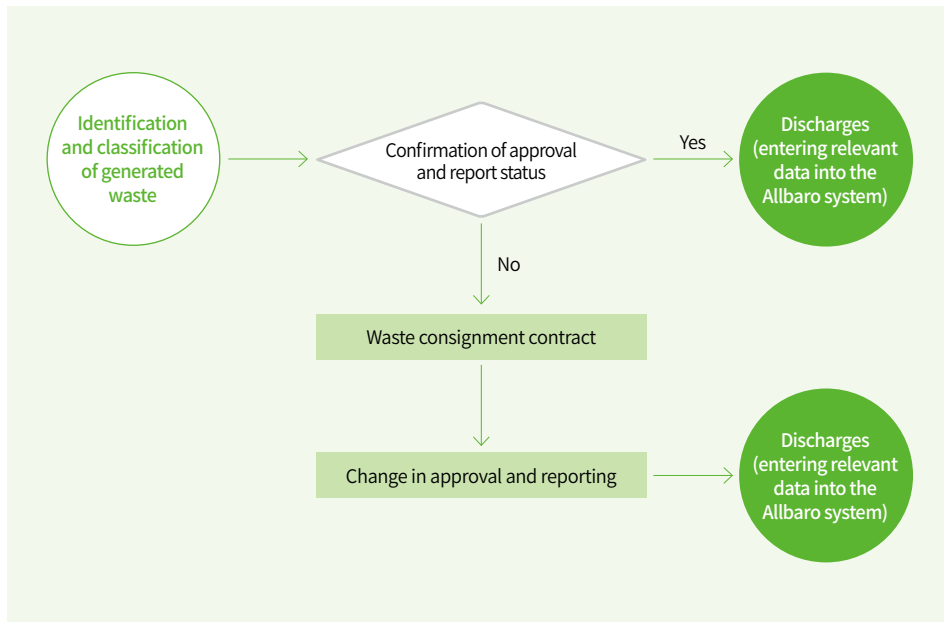 Identification
and classification
of generated
waste
Confirmation of approval
and report status
Yes
Discharges
(entering relevant
data into the
Allbaro system)
No
Waste consignment contract
Change in approval and reporting
Discharges
(entering relevant
data into the
Allbaro system)